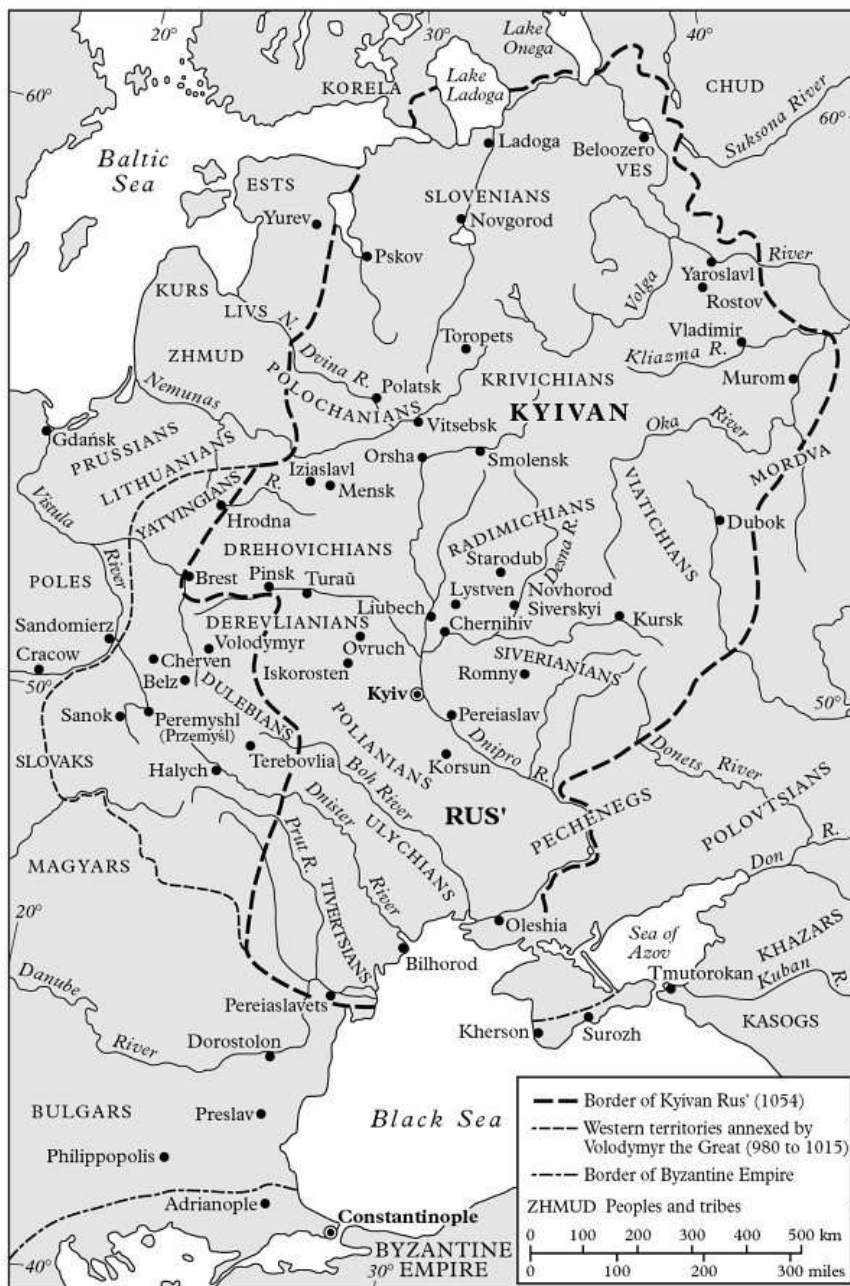 20°
30°
40°
Lake
Onega
Lake
Ladoga
KORELA
CHUD
60°
60°
Suksona River
Ladoga
Beloozero
VES
Baltic
Sea
ESTS
SLOVENIANS
Yurev
Novgorod
Pskov
River
Yaroslavl
Rostov
Volga
KURS
LIVS
N.
Dvina R.
Vladimir
Toropets
Kliazma R.
ZHMUD
Murom
Nemunas
Polatsk
KRIVICHIANS
POLOCHANIANS
KYIVAN
Vitsebsk
Oka
River
Gdańsk
PRUSSIANS
LITHUANIANS
Orsha
Smolensk
MORDVA
Iziaslavl
R.
Mensk
VIATICHIANS
Vistula
River
YATVINGIANS
Hrodna
Dubok
RADIMICHIANS
Desna R.
DREHOVICHIANS
Starodub
POLES
Brest
Pinsk
Turaŭ
Lystven
Novhorod
Siverskyi
Liubech
Kursk
Sandomierz
DEREVLIANIANS
Chernihiv
Volodymyr
Ovruch
Cracow
Cherven
SIVERIANIANS
50°
Belz
Iskorosten
Romny
Kyiv
50°
DULEBIANS
Sanok
Peremyshl
(Przemyśl)
Pereiaslav
POLIANIANS
Dnipro R.
Donets
River
SLOVAKS
Terebovlia
Korsun
Halych
Boh River
Dnister
River
RUS'
PECHENEGS
POLOVTSIANS
Prut R.
ULYCHIANS
MAGYARS
Don
R.
TIVERTSIANS
20°
Oleshia
Sea of
Azov
KHAZARS
Bilhorod
Tmutorokan
Kuban
R.
Danube
River
Pereiaslavets
KASOGS
Kherson
Surozh
Dorostolon
BULGARS
Preslav
Black Sea
Philippopolis
Adrianople
Constantinople
BYZANTINE
EMPIRE
40°
30°
Border of Kyivan Rus' (1054)
Western territories annexed by
Volodymyr the Great (980 to 1015)
Border of Byzantine Empire
ZHMUD Peoples and tribes
0 100 200 300 400 500 km
0 100 200 300 miles